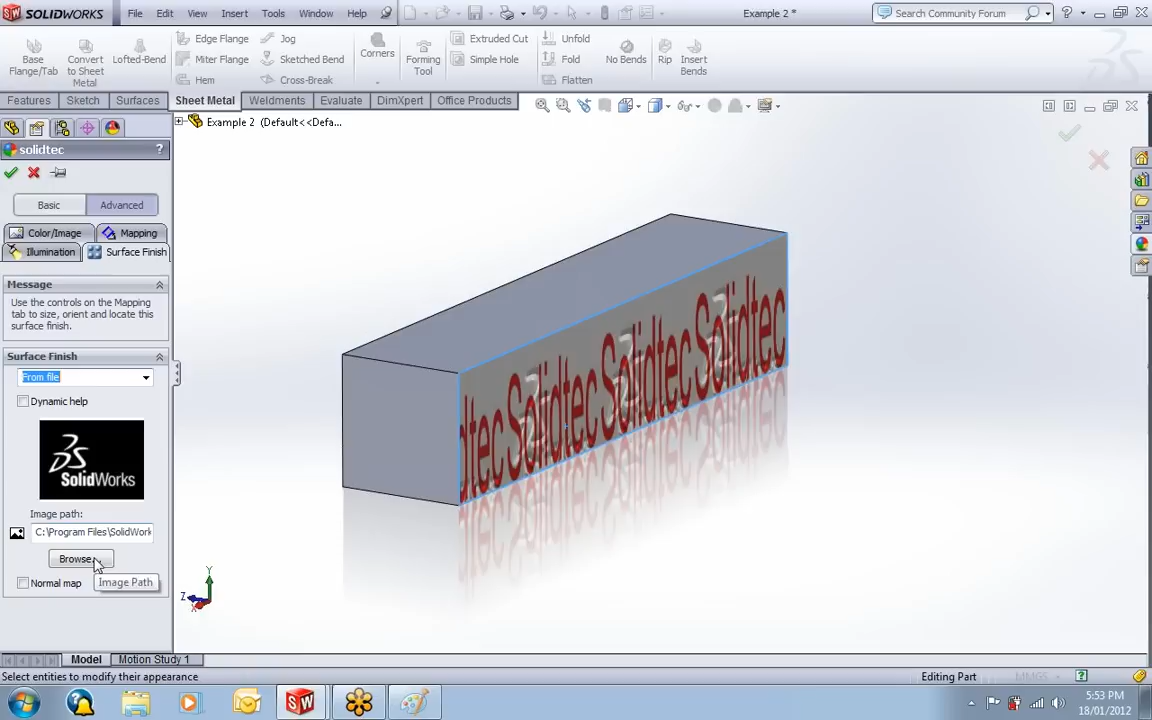 SOLIDWORKS File Edit View Insert Tools Window Help Example 2 * Search Community Forum
Base Flange/Tab Convert to Sheet Metal Lofted-Bend Edge Flange Miter Flange Hem Jog Sketched Bend Cross-Break Corners Forming Tool Extruded Cut Simple Hole Unfold Fold Flatten No Bends Rip Insert Bends
Features Sketch Surfaces Sheet Metal Weldments Evaluate DimXpert Office Products
Example 2 (Default<<Defa...
solidtec ?
Basic Advanced
Color/Image Mapping
Illumination Surface Finish
Message
Use the controls on the Mapping
tab to size, orient and locate this
surface finish.
Surface Finish
From file
Dynamic help
SolidWorks
Image path:
C:\Program Files\SolidWork
Browse...
Normal map
Image Path
dtec Solidtec Solidtec Solidtec
Y
Z X
Model Motion Study 1
Select entities to modify their appearance Editing Part MMGS
5:53 PM
18/01/2012